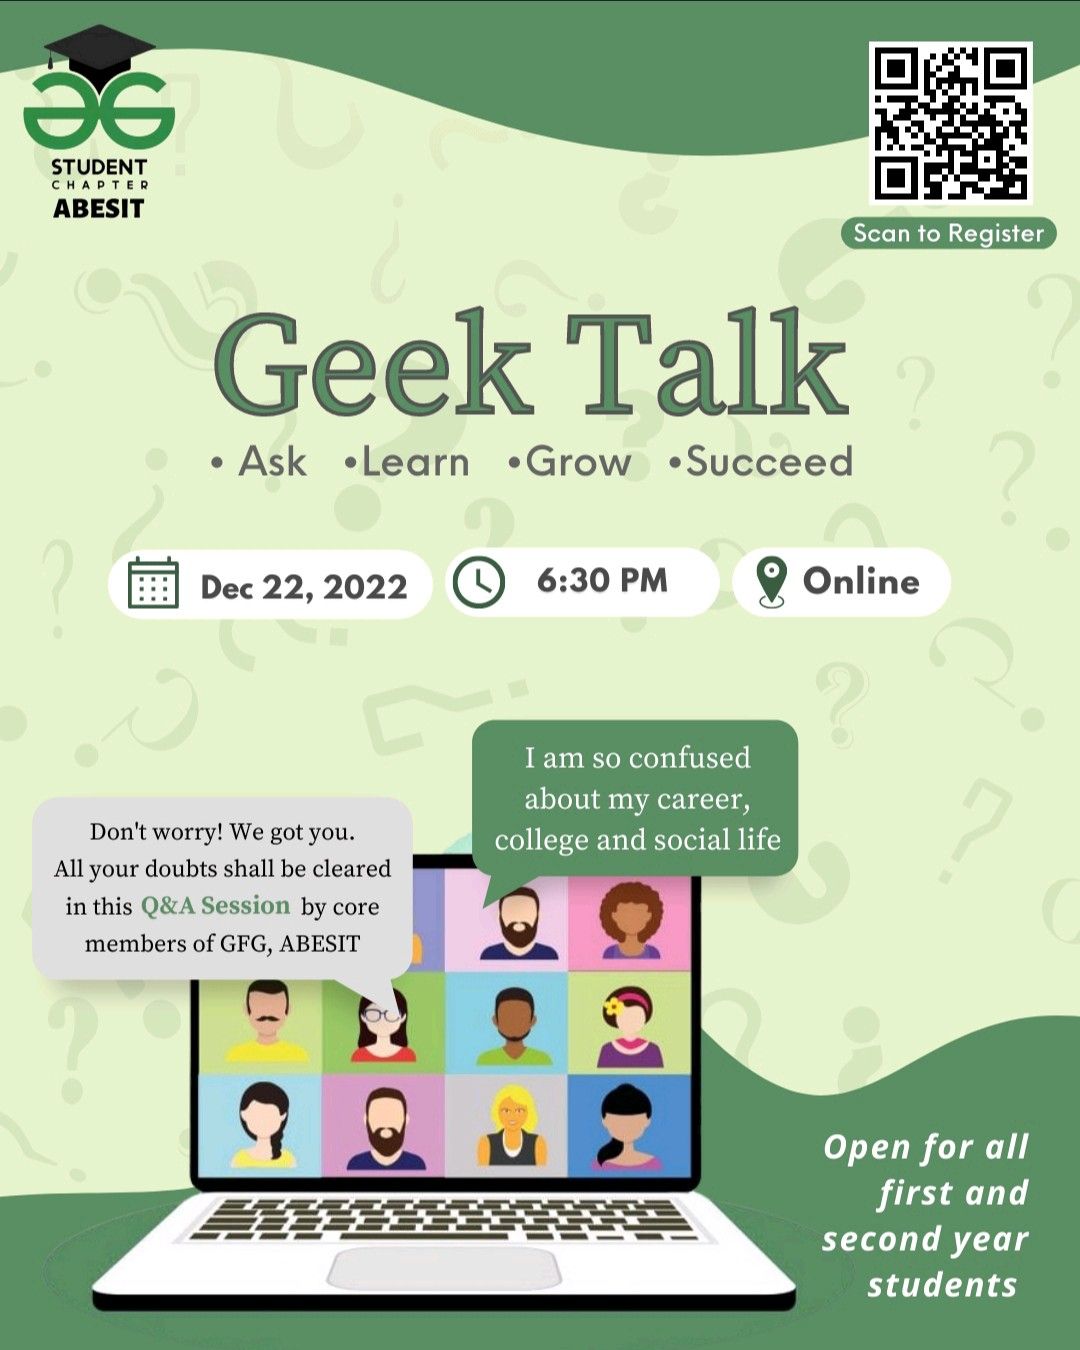 STUDENT
CHAPTER
ABESIT
Scan to Register
Geek Talk
• Ask •Learn •Grow •Succeed
Dec 22, 2022
6:30 PM
Online
I am so confused
about my career,
college and social life
Don't worry! We got you.
All your doubts shall be cleared
in this Q&A Session by core
members of GFG, ABESIT
Open for all
first and
second year
students